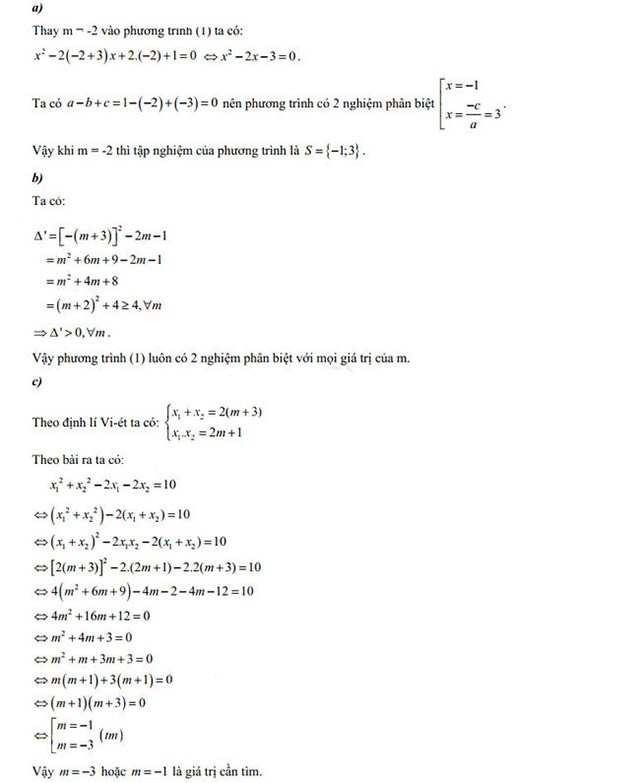 a)
Thay m = -2 vào phương trình (1) ta có:
x² – 2(–2+3)x + 2.(–2) + 1 = 0 ⇔ x² – 2x – 3 = 0.
Ta có a – b + c = 1 – (–2) + (–3) = 0 nên phương trình có 2 nghiệm phân biệt [x = –1; x = –c/a = 3.
Vậy khi m = -2 thì tập nghiệm của phương trình là S = {–1;3}.
b)
Ta có:
Δ' = [–(m+3)]² – 2m – 1
= m² + 6m + 9 – 2m – 1
= m² + 4m + 8
= (m+2)² + 4 ≥ 4, ∀m
⇒ Δ' > 0, ∀m.
Vậy phương trình (1) luôn có 2 nghiệm phân biệt với mọi giá trị của m.
c)
Theo định lí Vi-ét ta có: {x₁ + x₂ = 2(m+3); x₁.x₂ = 2m+1
Theo bài ra ta có:
x₁² + x₂² – 2x₁ – 2x₂ = 10
⇔ (x₁² + x₂²) – 2(x₁ + x₂) = 10
⇔ (x₁ + x₂)² – 2x₁x₂ – 2(x₁ + x₂) = 10
⇔ [2(m+3)]² – 2.(2m+1) – 2.2(m+3) = 10
⇔ 4(m² + 6m + 9) – 4m – 2 – 4m – 12 = 10
⇔ 4m² + 16m + 12 = 0
⇔ m² + 4m + 3 = 0
⇔ m² + m + 3m + 3 = 0
⇔ m(m+1) + 3(m+1) = 0
⇔ (m+1)(m+3) = 0
⇔ [m = –1; m = –3 (tm)
Vậy m = –3 hoặc m = –1 là giá trị cần tìm.